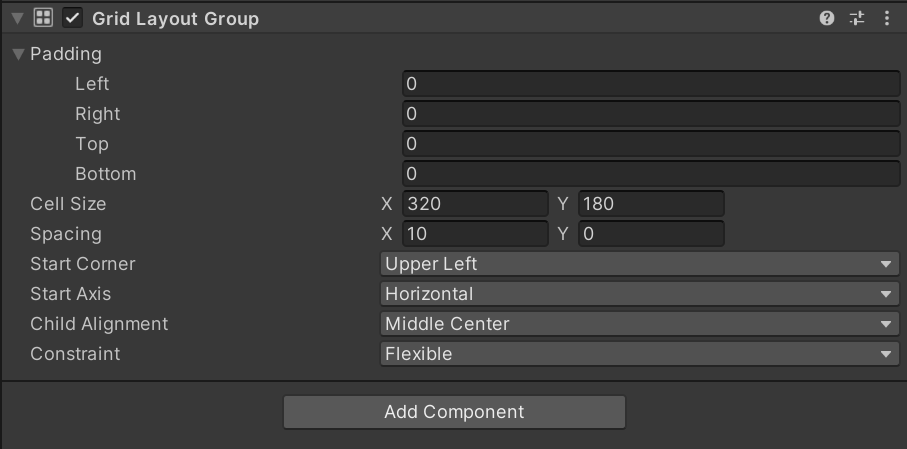 Grid Layout Group
Padding
Left 0
Right 0
Top 0
Bottom 0
Cell Size X 320 Y 180
Spacing X 10 Y 0
Start Corner Upper Left
Start Axis Horizontal
Child Alignment Middle Center
Constraint Flexible
Add Component